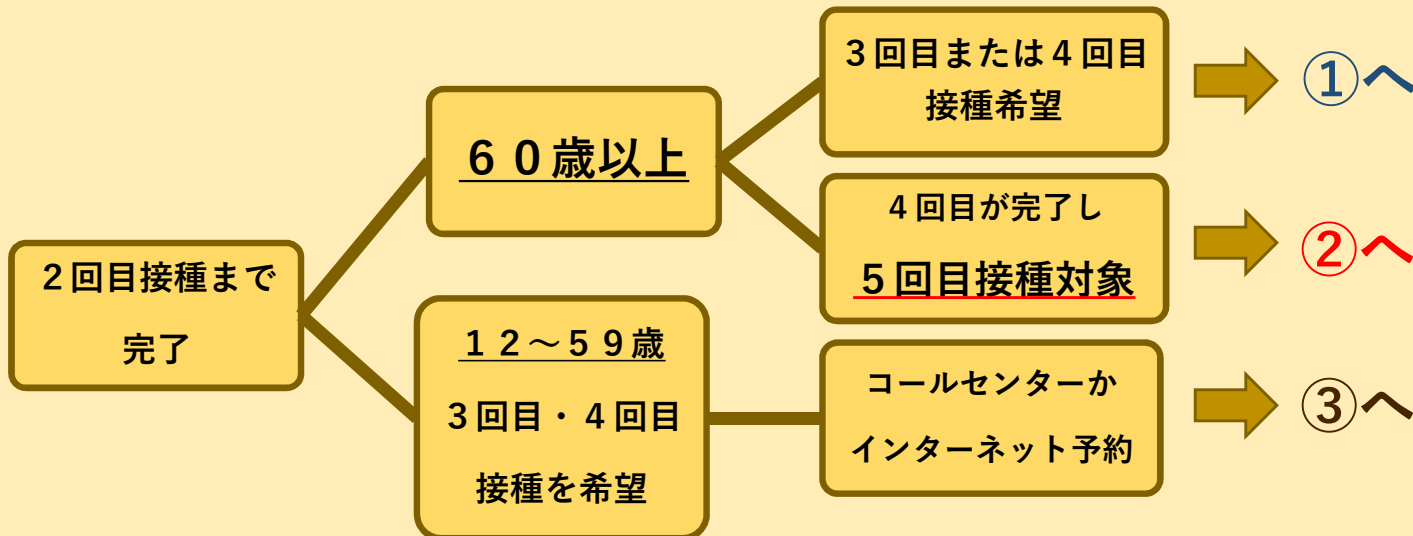 ２回目接種まで
完了
６０歳以上
３回目または４回目
接種希望
①へ
４回目が完了し
５回目接種対象
②へ
１２～５９歳
３回目・４回目
接種を希望
コールセンターか
インターネット予約
③へ